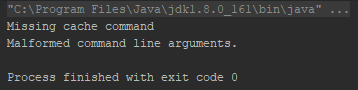 "C:\Program Files\Java\jdk1.8.0_161\bin\java" ...
Missing cache command
Malformed command line arguments.
Process finished with exit code 0